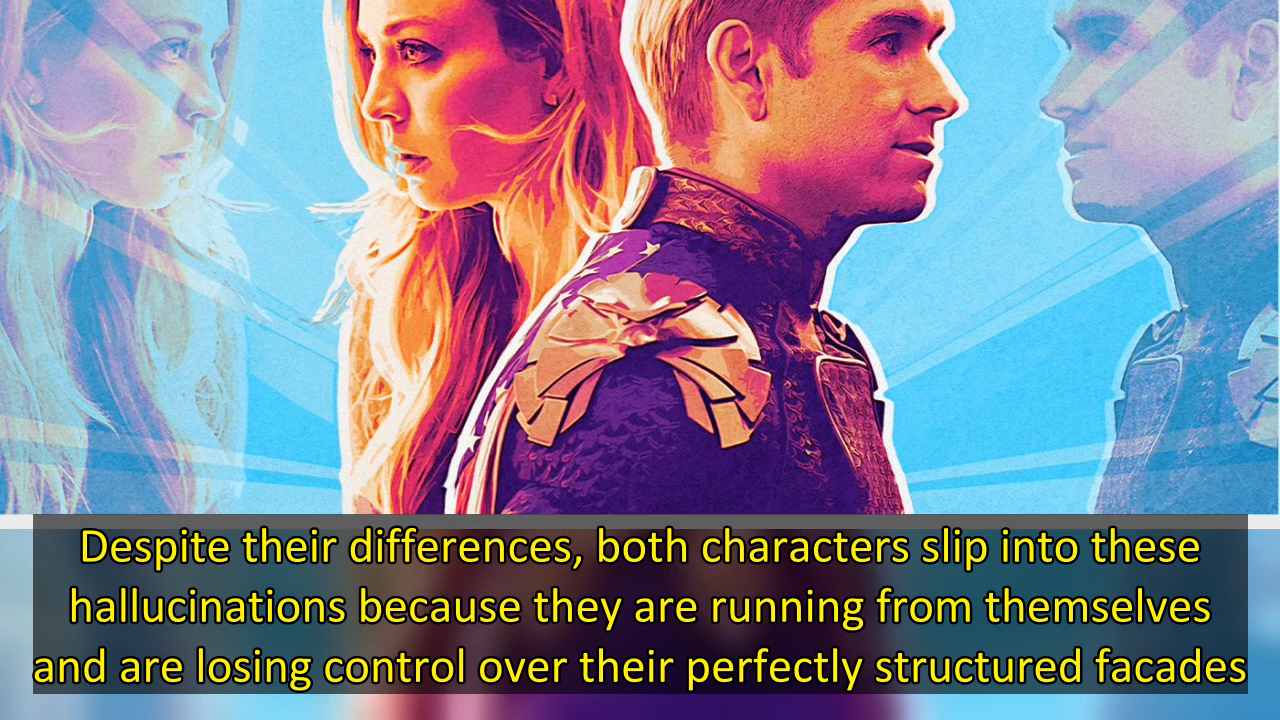 Despite their differences, both characters slip into these
hallucinations because they are running from themselves
and are losing control over their perfectly structured facades